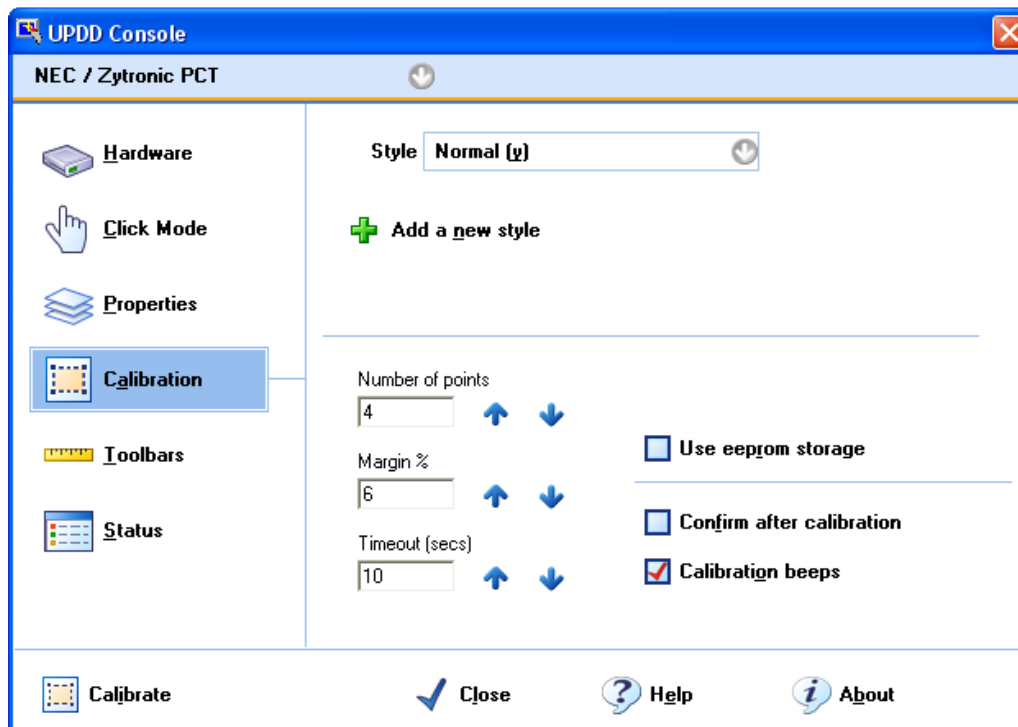 UPDD Console
NEC / Zytronic PCT
Hardware
Click Mode
Properties
Calibration
Toolbars
Status
Style Normal (y)
Add a new style
Number of points
4
Margin %
6
Timeout (secs)
10
Use eeprom storage
Confirm after calibration
Calibration beeps
Calibrate Close Help About